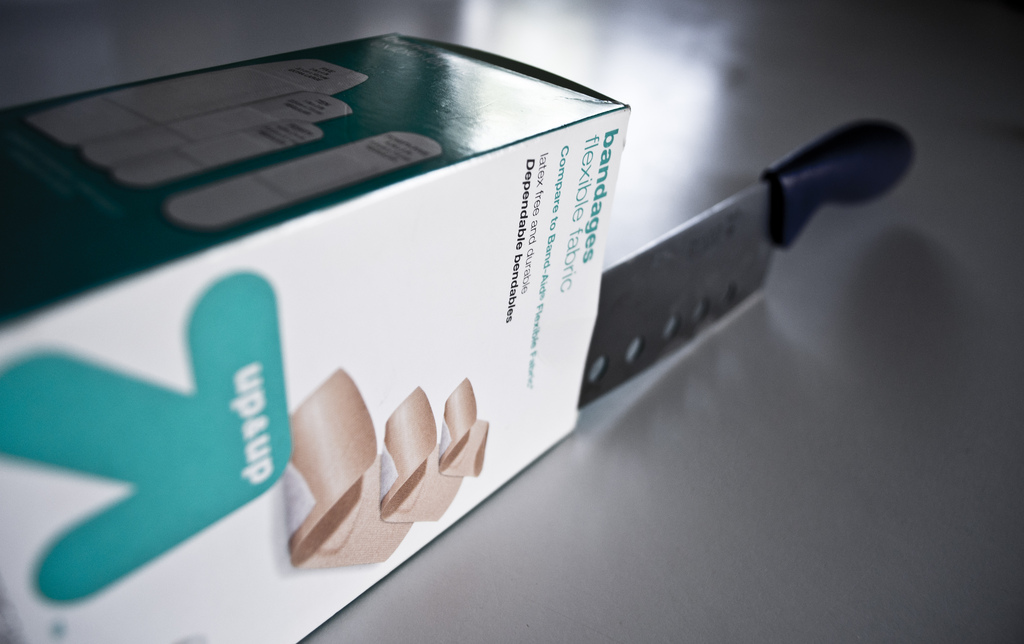 bandages
flexible fabric
Compare to Band-Aid® Flexible Fabric*
latex free and durable
Dependable bendables
up&up